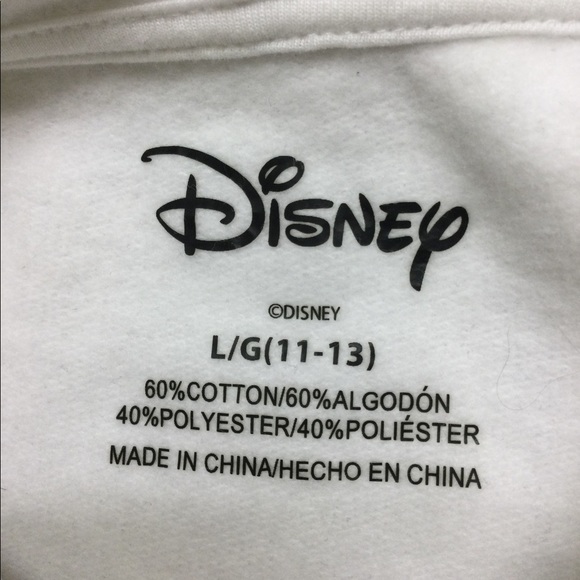 Disney
©DISNEY
L/G(11-13)
60%COTTON/60%ALGODÓN
40%POLYESTER/40%POLIÉSTER
MADE IN CHINA/HECHO EN CHINA